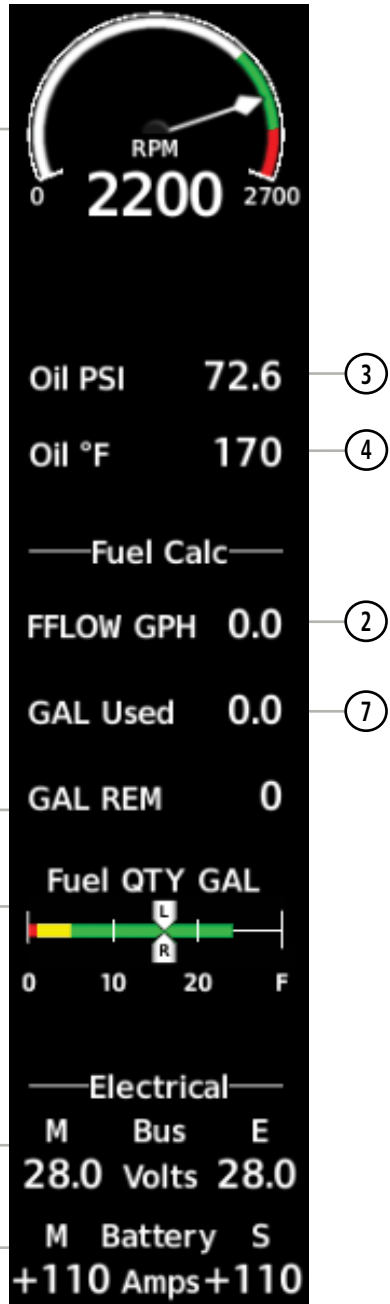 RPM
0 2200 2700
Oil PSI 72.6 3
Oil °F 170 4
Fuel Calc
FFLOW GPH 0.0 2
GAL Used 0.0 7
GAL REM 0
Fuel QTY GAL
L
R
0 10 20 F
Electrical
M Bus E
28.0 Volts 28.0
M Battery S
+110 Amps +110